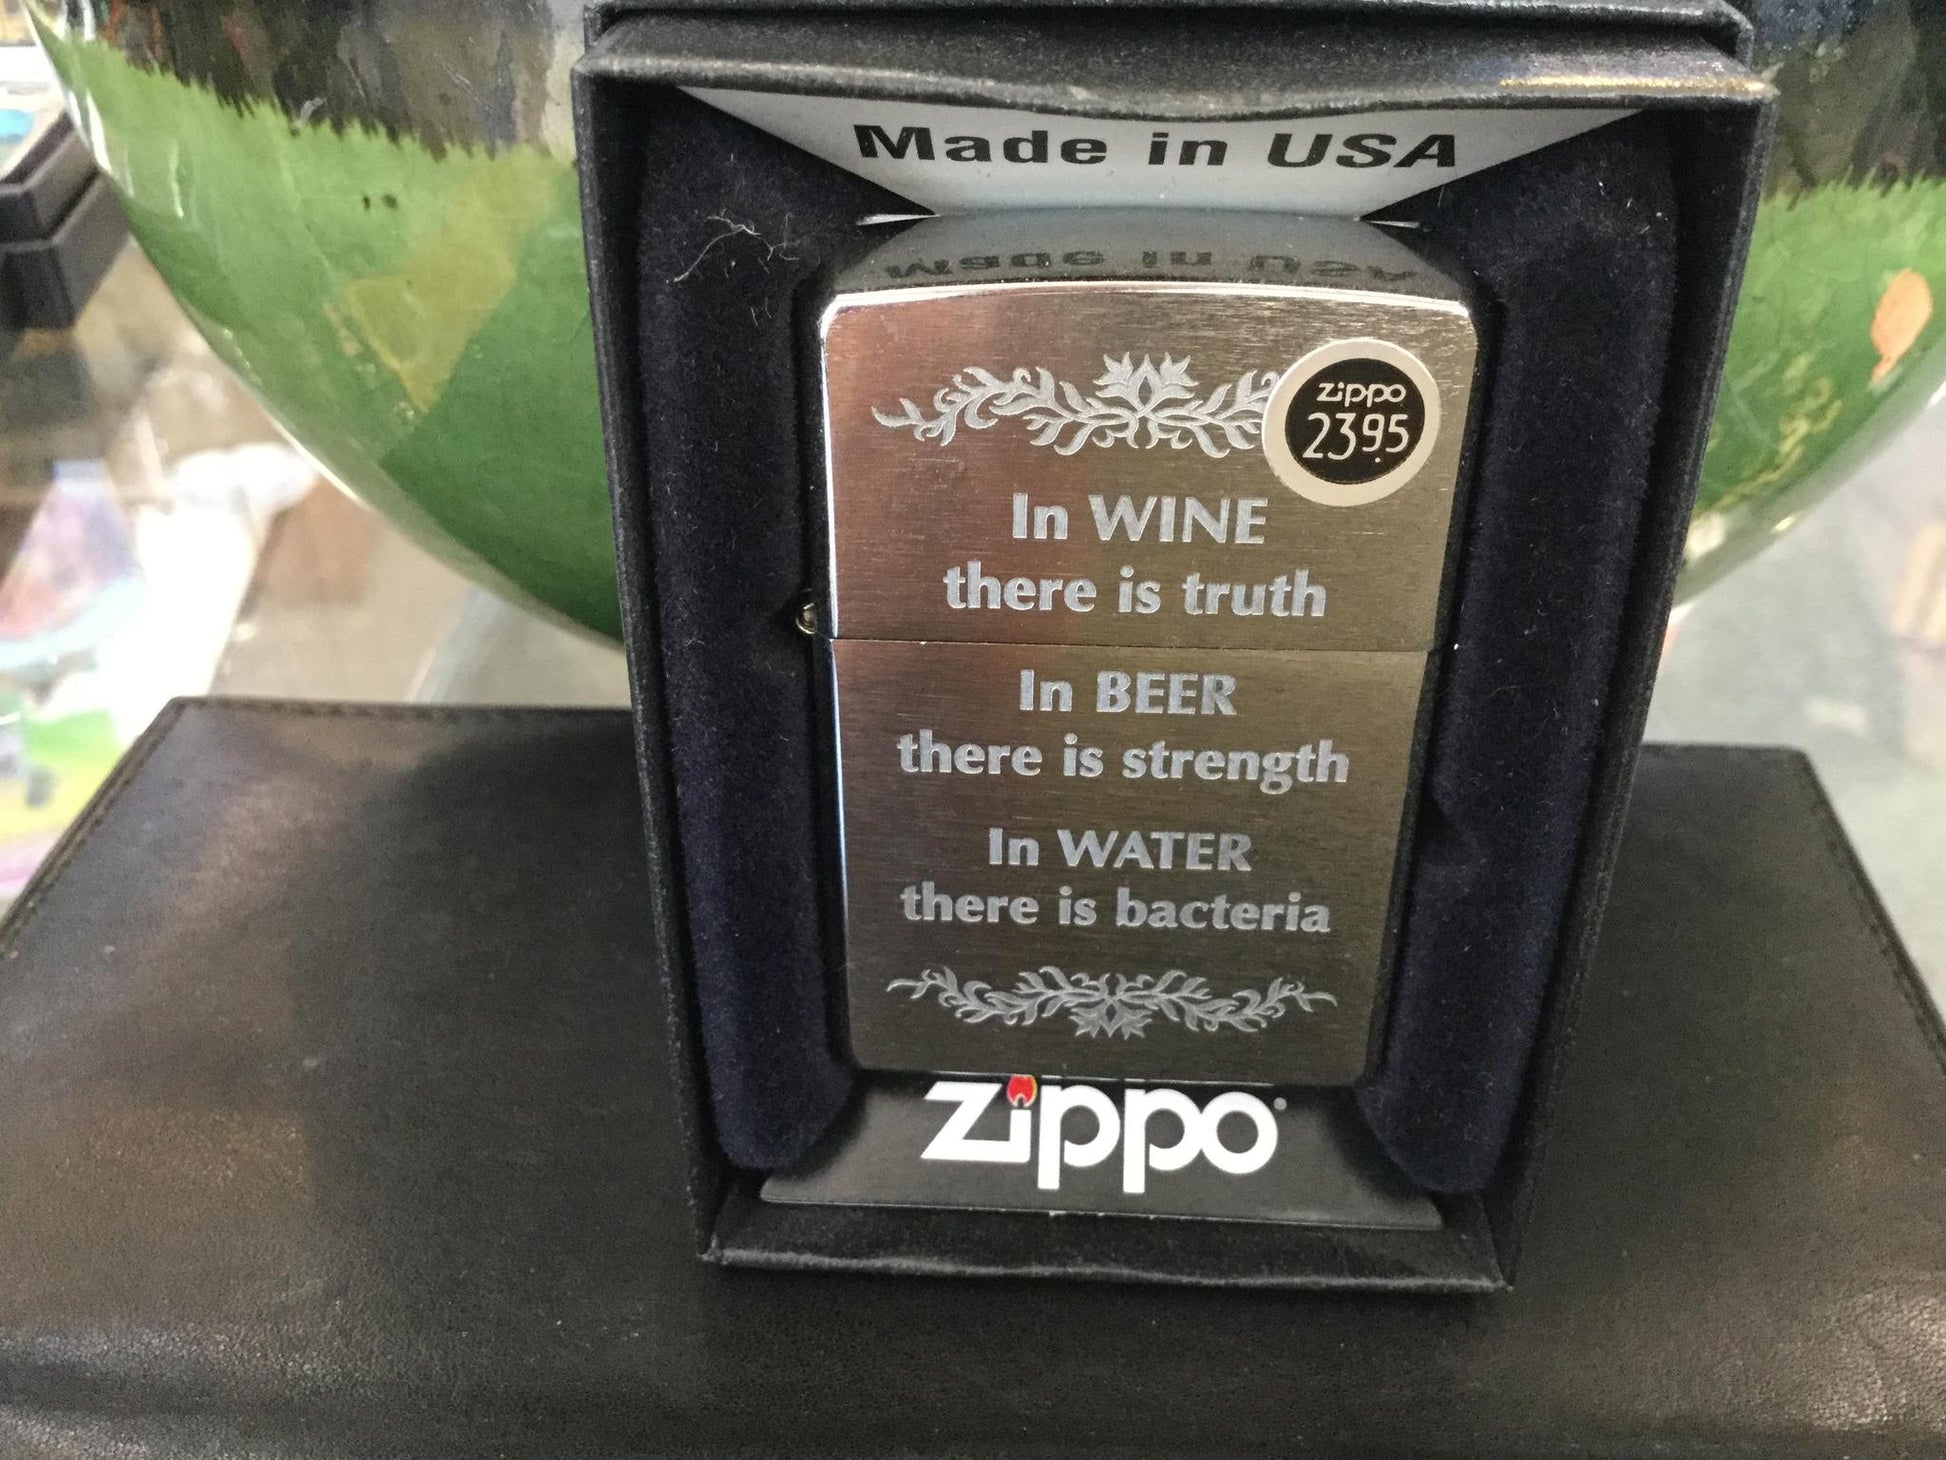 Made in USA
zippo
23.95
In WINE
there is truth
In BEER
there is strength
In WATER
there is bacteria
zippo